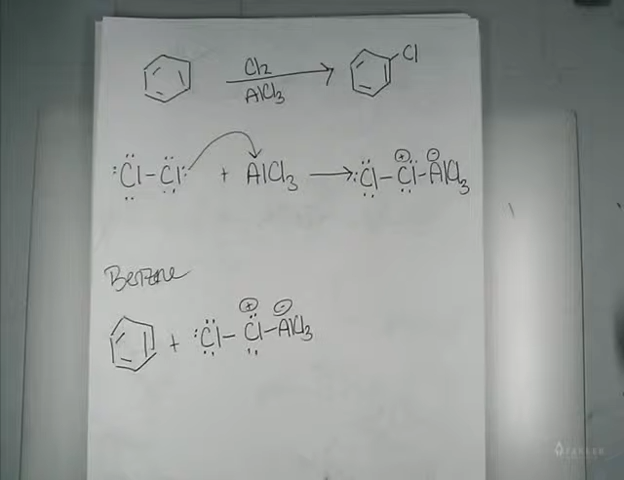 Cl2
AlCl3
Cl
:Cl-Cl: + AlCl3 → :Cl-Cl-AlCl3
Benzene
+ :Cl-Cl-AlCl3